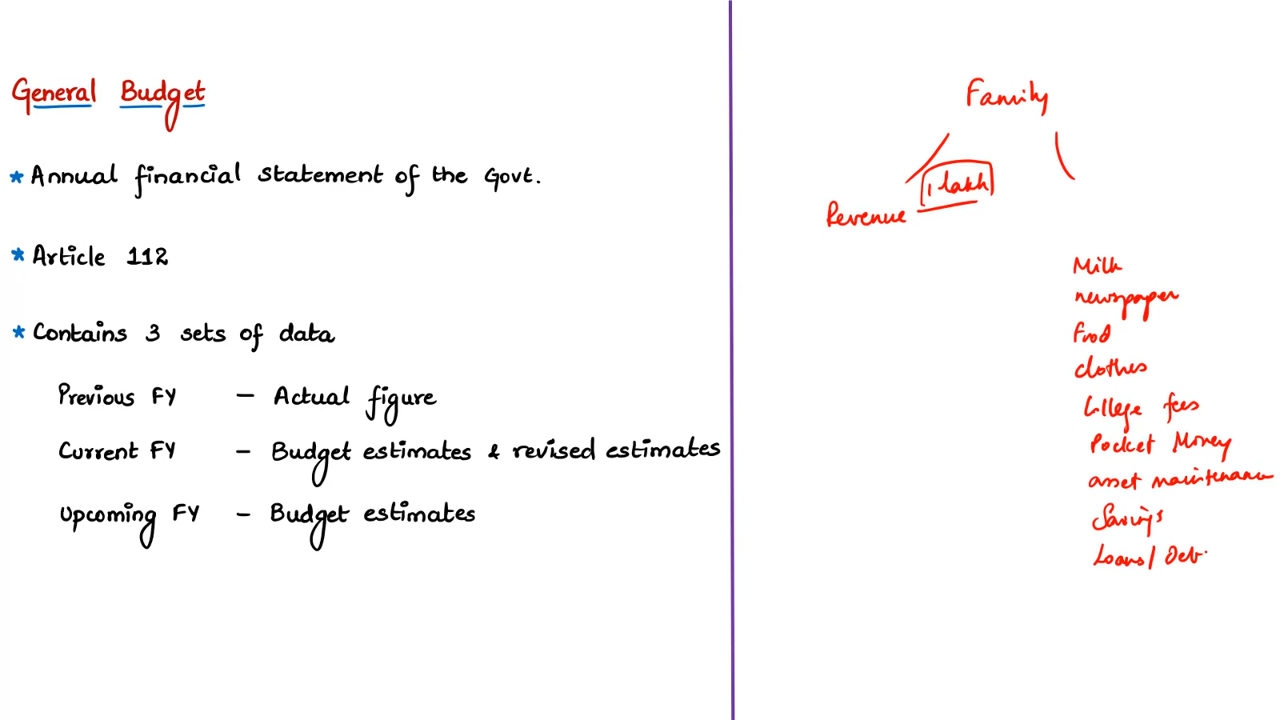 General Budget
* Annual financial statement of the Govt.
* Article 112
* Contains 3 sets of data
Previous FY - Actual figure
Current FY - Budget estimates & revised estimates
Upcoming FY - Budget estimates
Family
1 lakh
Revenue
Milk
newspaper
Food
clothes
College fees
Pocket Money
asset maintenance
Savings
Loans/ Deb